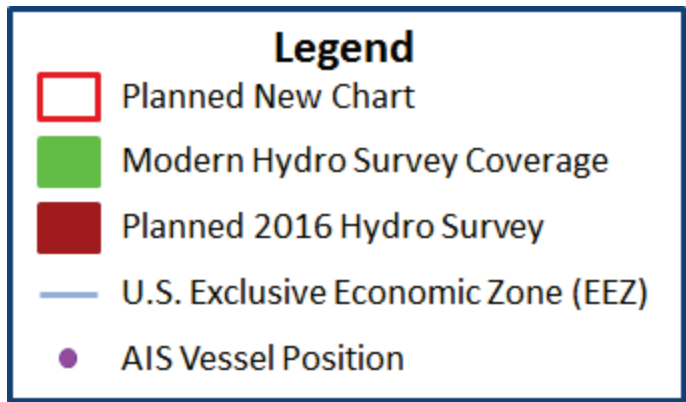 Legend
Planned New Chart
Modern Hydro Survey Coverage
Planned 2016 Hydro Survey
U.S. Exclusive Economic Zone (EEZ)
AIS Vessel Position